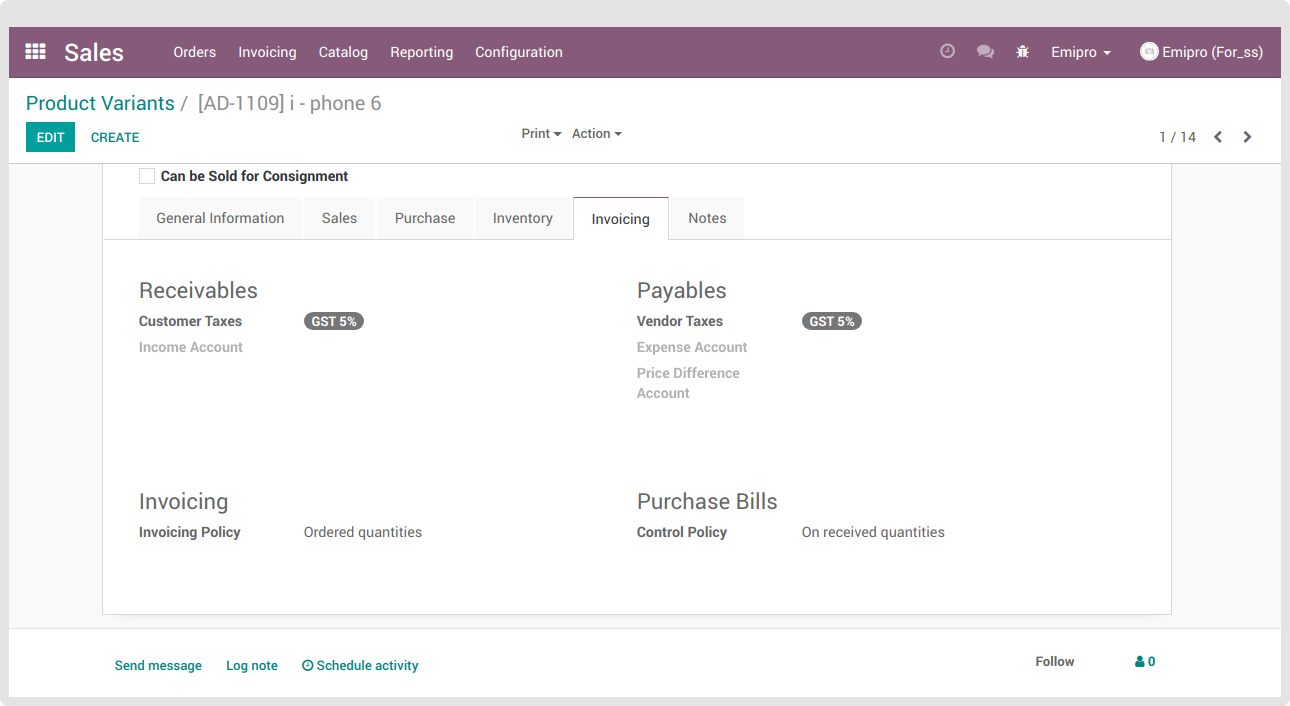 Sales Orders Invoicing Catalog Reporting Configuration Emipro Emipro (For_ss)
Product Variants / [AD-1109] i - phone 6
EDIT CREATE Print Action 1 / 14
Can be Sold for Consignment
General Information Sales Purchase Inventory Invoicing Notes
Receivables Payables
Customer Taxes GST 5% Vendor Taxes GST 5%
Income Account Expense Account
Price Difference
Account
Invoicing Purchase Bills
Invoicing Policy Ordered quantities Control Policy On received quantities
Send message Log note Schedule activity Follow 0